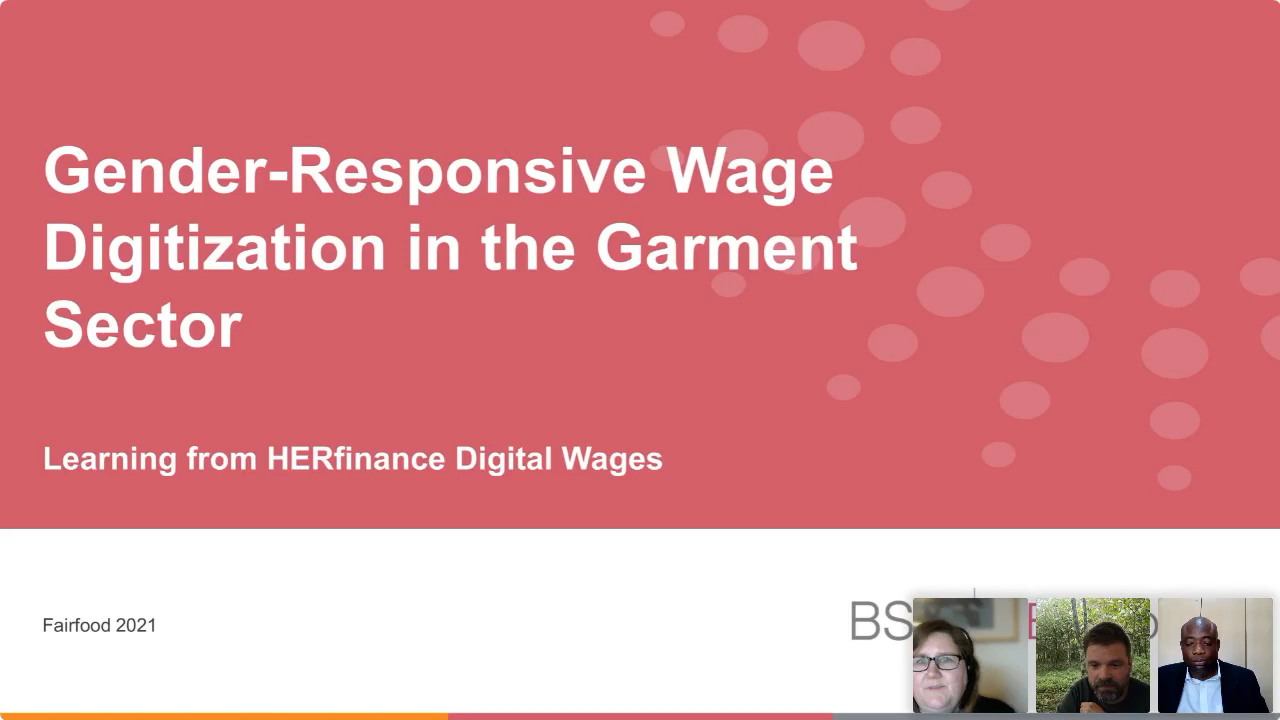 Gender-Responsive Wage
Digitization in the Garment
Sector
Learning from HERfinance Digital Wages
Fairfood 2021